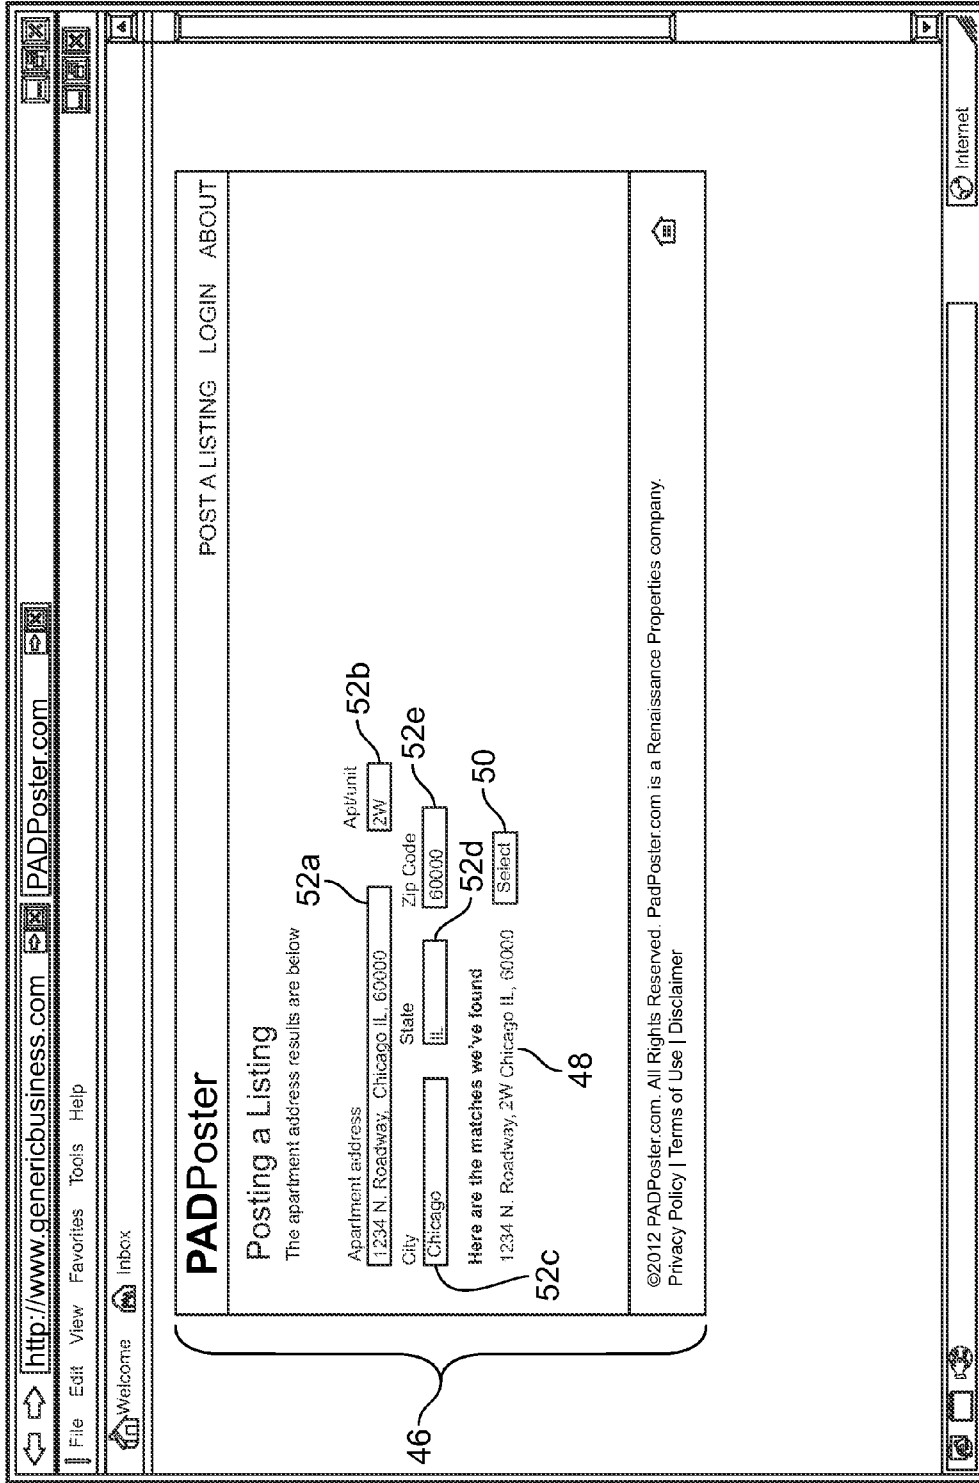 http://www.genericbusiness.com PADPoster.com
File Edit View Favorites Tools Help
Welcome Inbox
PADPoster
POST A LISTING LOGIN ABOUT
Posting a Listing
The apartment address results are below
52a
52b
Apartment address Apt/unit
1234 N. Roadway, Chicago IL, 60000 2W
City State Zip Code 52e
Chicago IL 60000
52c
52d
Here are the matches we've found
50
1234 N. Roadway, 2W Chicago IL, 60000 Select
48
46
©2012 PADPoster.com. All Rights Reserved. PadPoster.com is a Renaissance Properties company.
Privacy Policy | Terms of Use | Disclaimer
Internet